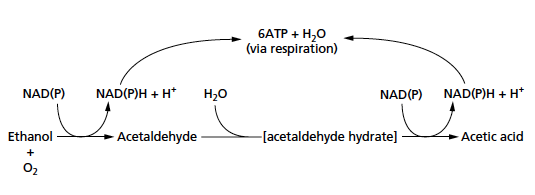 6ATP + H₂O
(via respiration)
NAD(P) NAD(P)H + H⁺ H₂O NAD(P) NAD(P)H + H⁺
Ethanol Acetaldehyde [acetaldehyde hydrate] Acetic acid
+
O₂